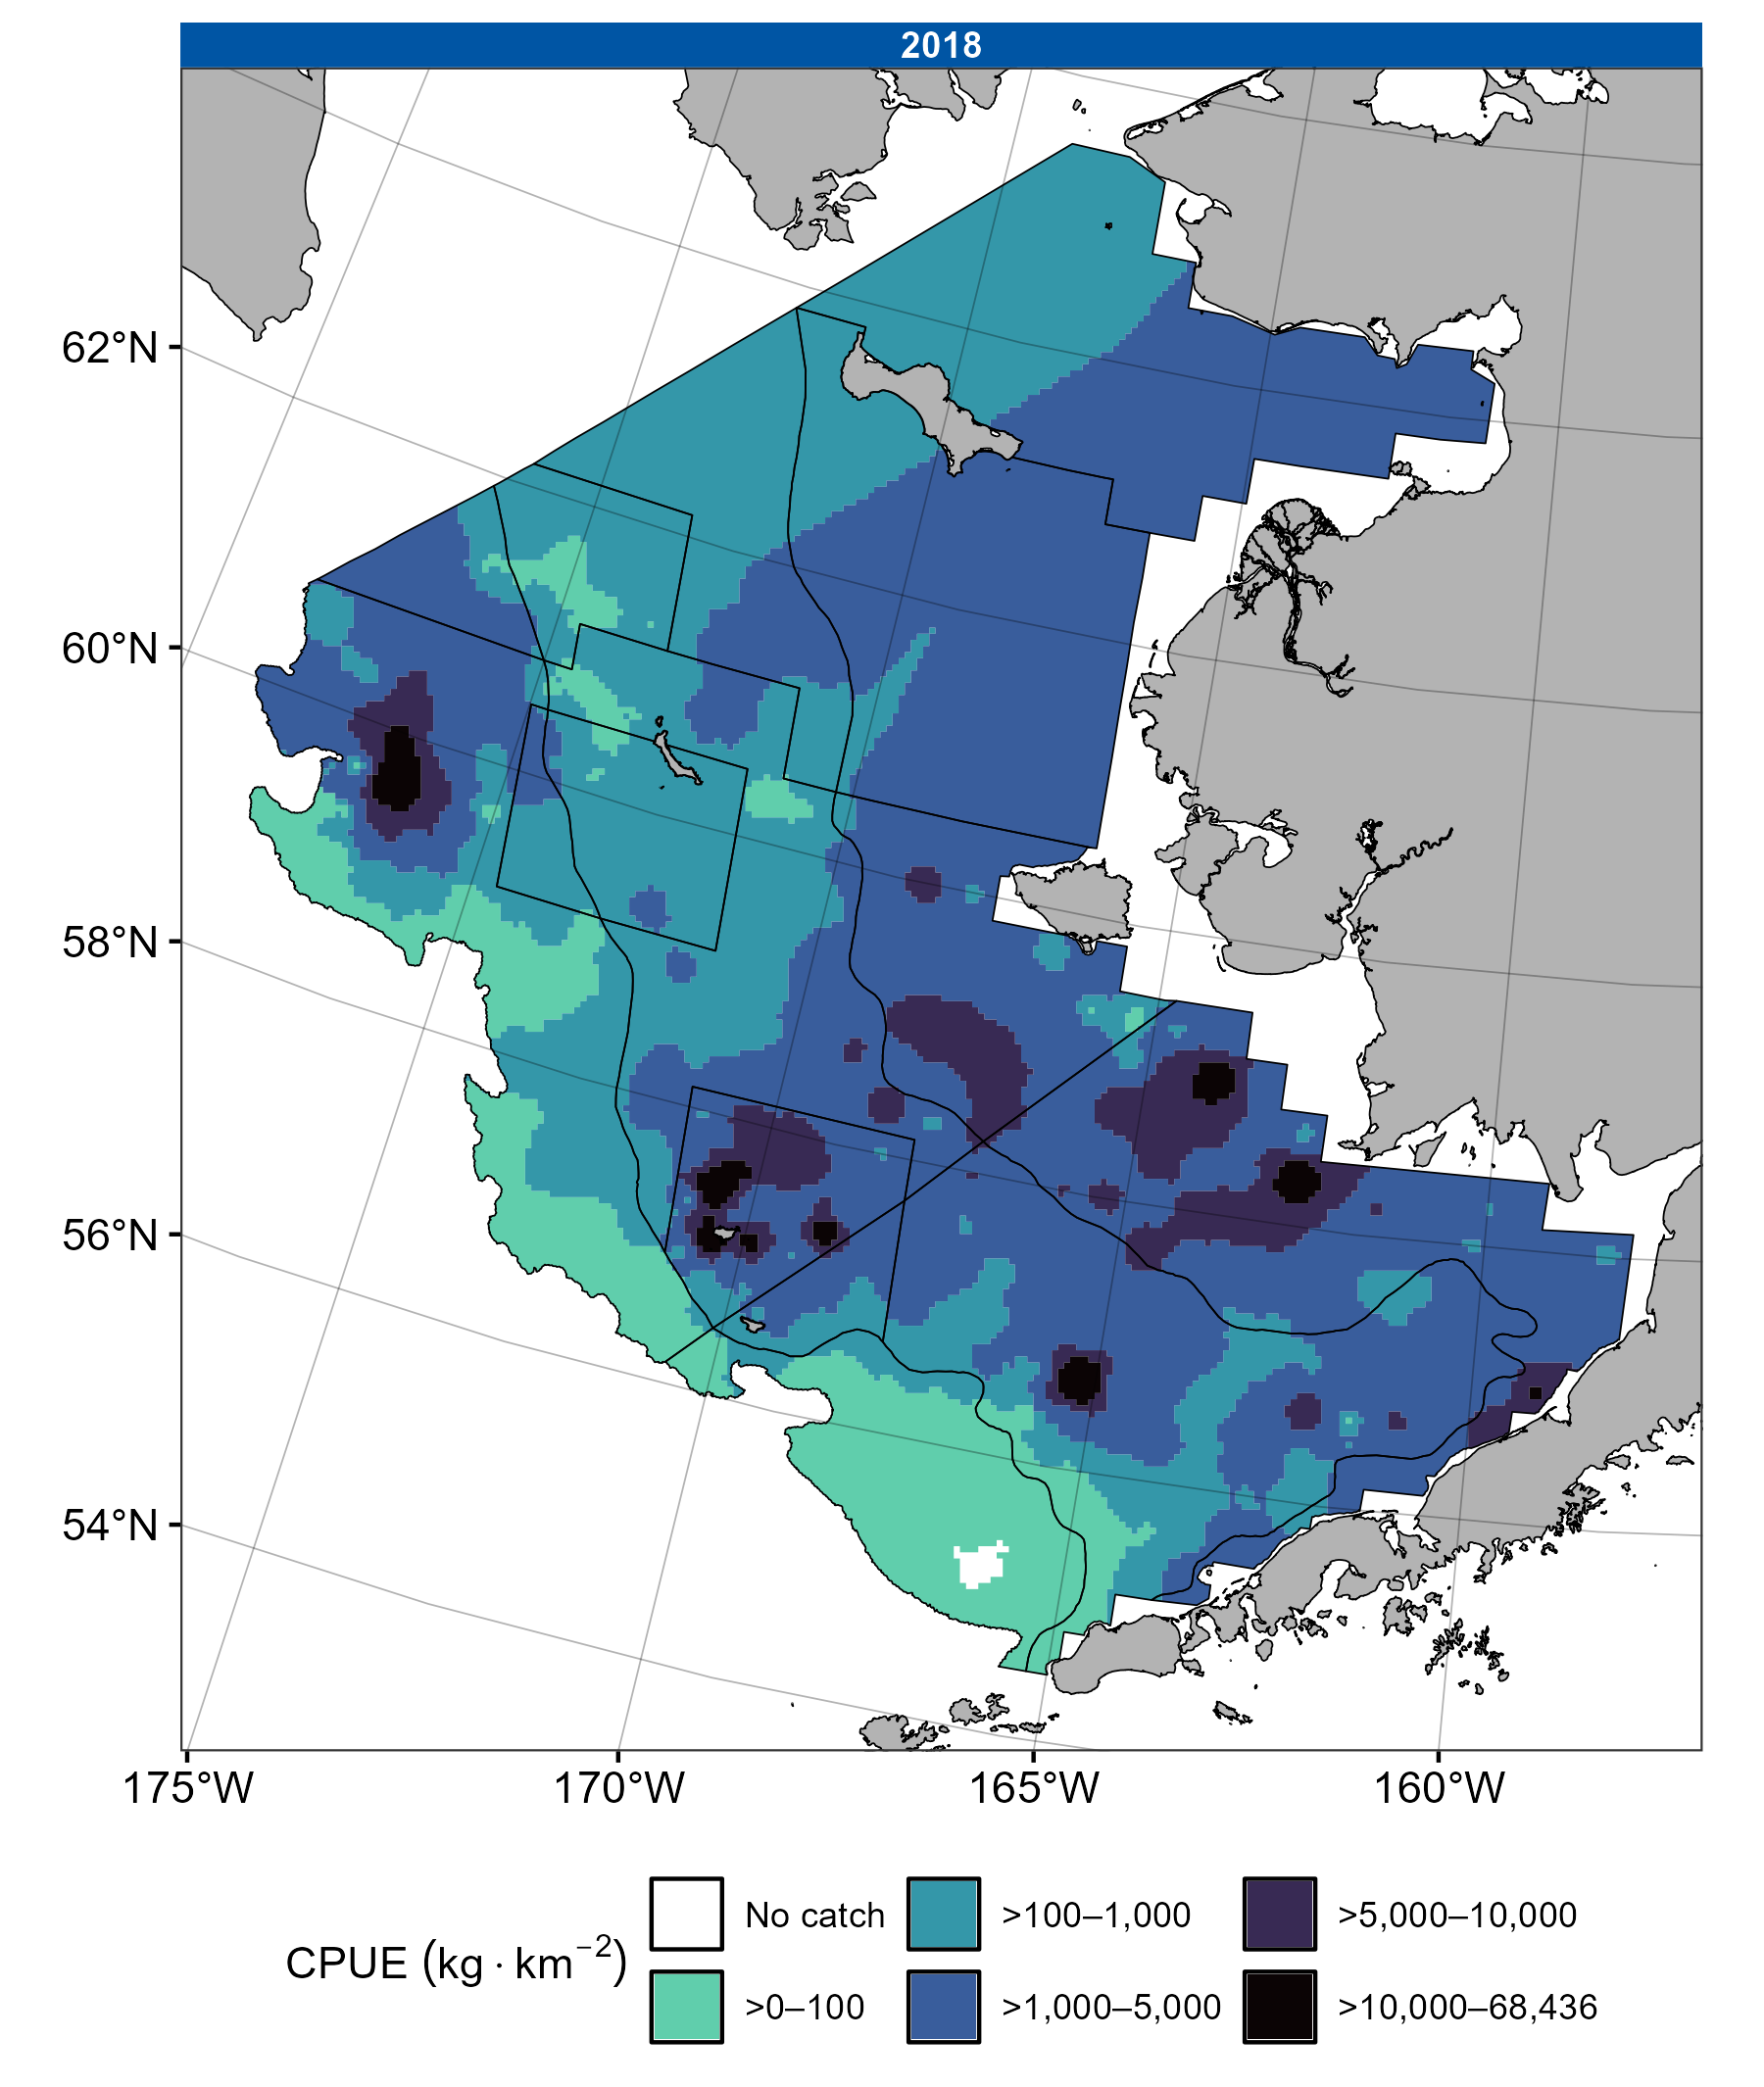 2018
62°N
60°N
58°N
56°N
54°N
175°W 170°W 165°W 160°W
CPUE (kg · km⁻²)
No catch >100–1,000 >5,000–10,000
>0–100 >1,000–5,000 >10,000–68,436